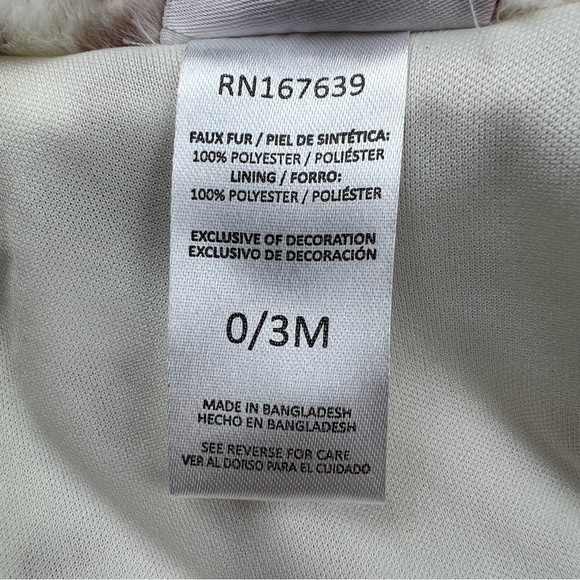 RN167639
FAUX FUR / PIEL DE SINTÉTICA:
100% POLYESTER / POLIÉSTER
LINING / FORRO:
100% POLYESTER / POLIÉSTER
EXCLUSIVE OF DECORATION
EXCLUSIVO DE DECORACIÓN
0/3M
MADE IN BANGLADESH
HECHO EN BANGLADESH
SEE REVERSE FOR CARE
VER AL DORSO PARA EL CUIDADO